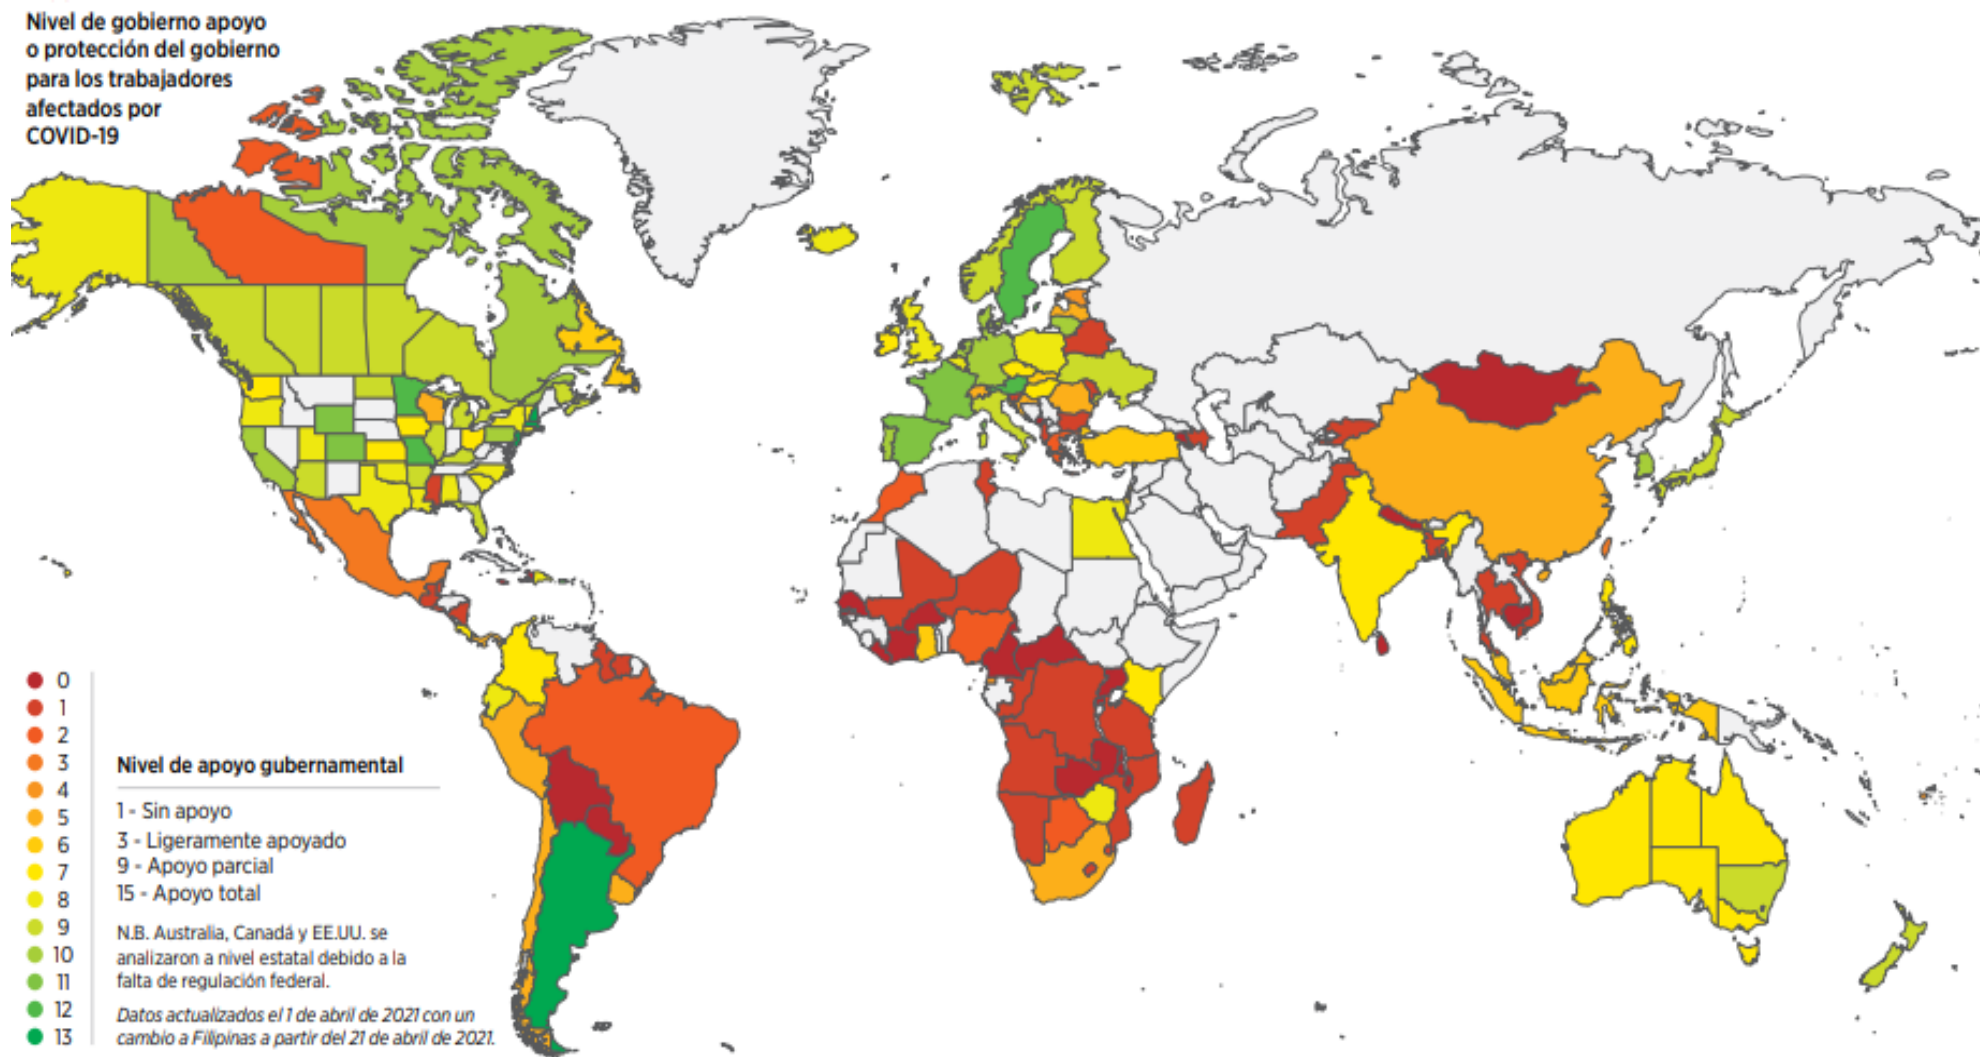 Nivel de gobierno apoyo
o protección del gobierno
para los trabajadores
afectados por
COVID-19
0
1
2
3
4
5
6
7
8
9
10
11
12
13
Nivel de apoyo gubernamental
1 - Sin apoyo
3 - Ligeramente apoyado
9 - Apoyo parcial
15 - Apoyo total
N.B. Australia, Canadá y EE.UU. se
analizaron a nivel estatal debido a la
falta de regulación federal.
Datos actualizados el 1 de abril de 2021 con un
cambio a Filipinas a partir del 21 de abril de 2021.